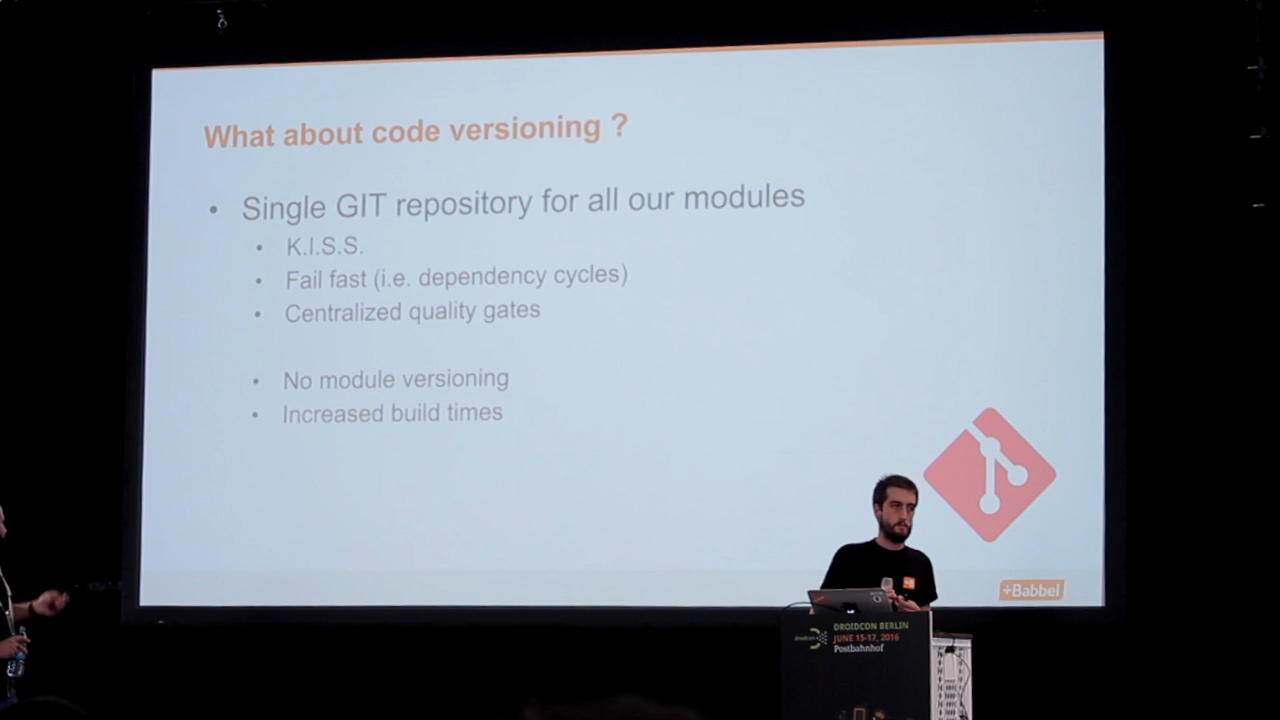 What about code versioning ?
• Single GIT repository for all our modules
• K.I.S.S.
• Fail fast (i.e. dependency cycles)
• Centralized quality gates
• No module versioning
• Increased build times
+Babbel
droidcon
DROIDCON BERLIN
JUNE 15-17, 2016
Postbahnhof